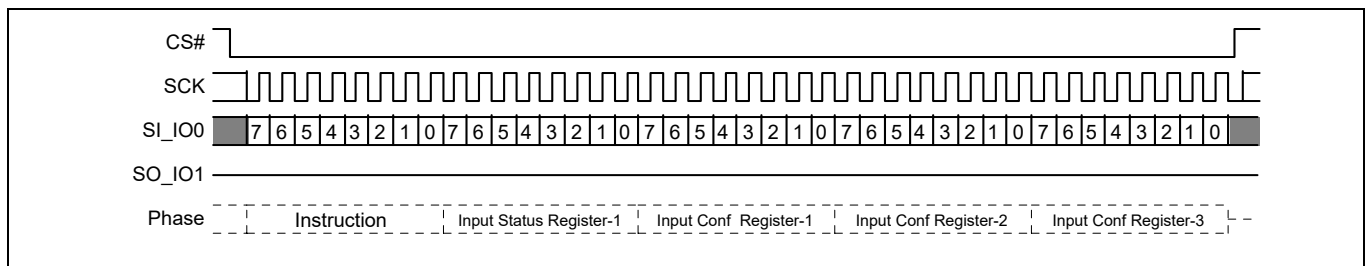 CS#
SCK
SI_IO0 7 6 5 4 3 2 1 0 7 6 5 4 3 2 1 0 7 6 5 4 3 2 1 0 7 6 5 4 3 2 1 0 7 6 5 4 3 2 1 0
SO_IO1
Phase Instruction Input Status Register-1 Input Conf Register-1 Input Conf Register-2 Input Conf Register-3